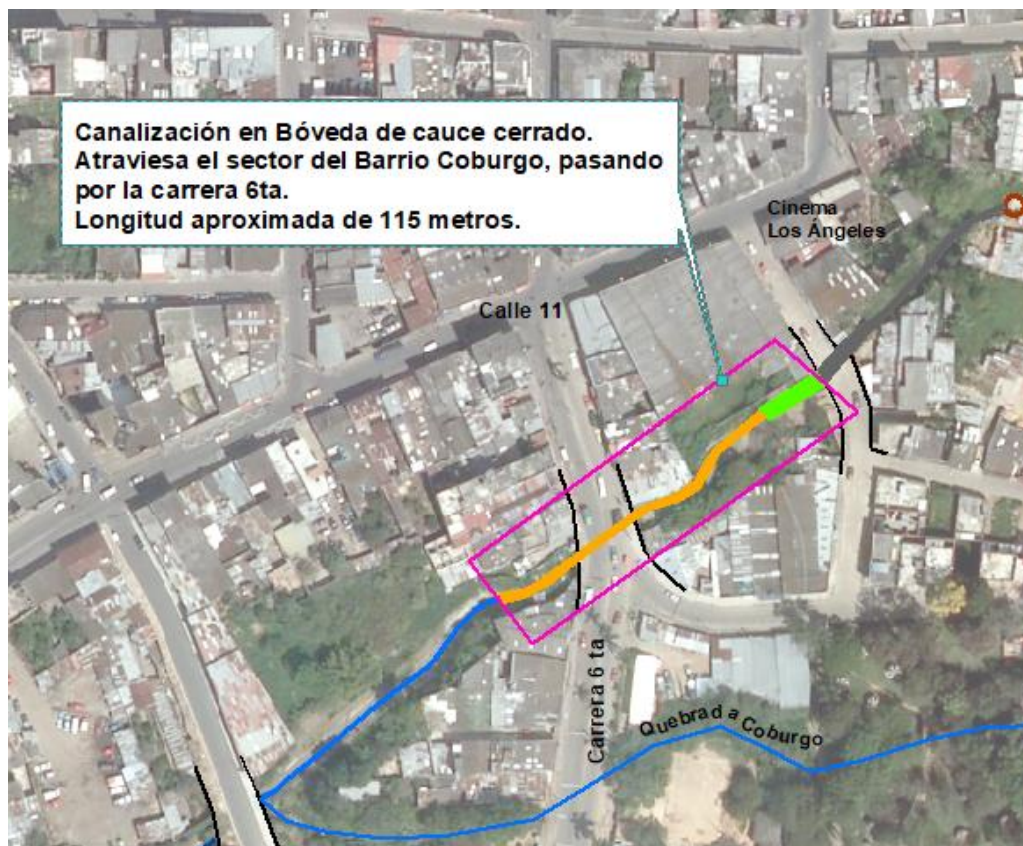 Canalización en Bóveda de cauce cerrado.
Atraviesa el sector del Barrio Coburgo, pasando
por la carrera 6ta.
Longitud aproximada de 115 metros.
Cinema
Los Ángeles
Calle 11
Carrera 6 ta
Quebrada Coburgo